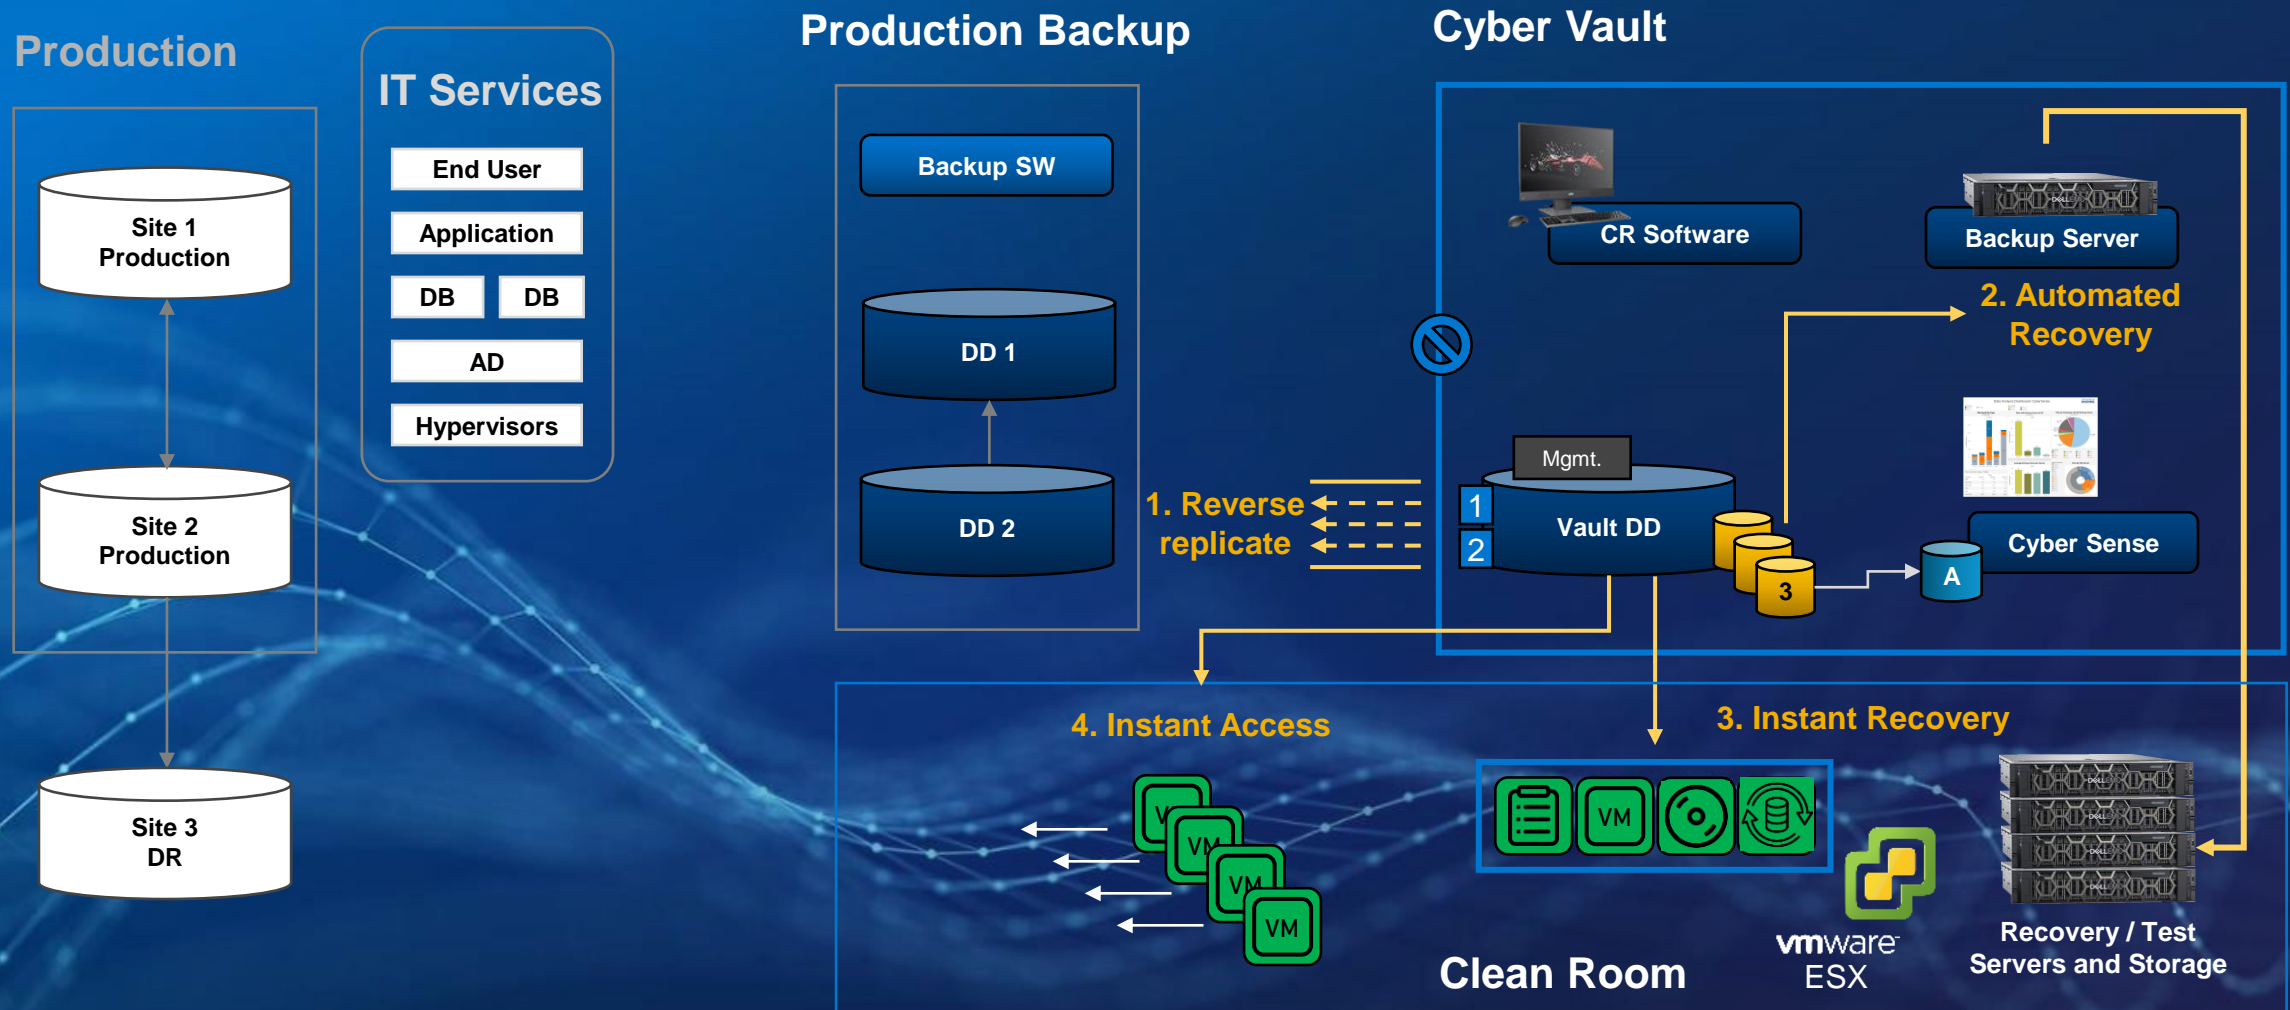 Production
Site 1
Production
Site 2
Production
Site 3
DR
IT Services
End User
Application
DB
DB
AD
Hypervisors
Production Backup
Backup SW
DD 1
DD 2
1. Reverse
replicate
Cyber Vault
CR Software
Backup Server
2. Automated
Recovery
Mgmt.
1
2
Vault DD
3
A
Cyber Sense
4. Instant Access
3. Instant Recovery
VM
VM
VM
VM
VM
vmware
ESX
Clean Room
Recovery / Test
Servers and Storage